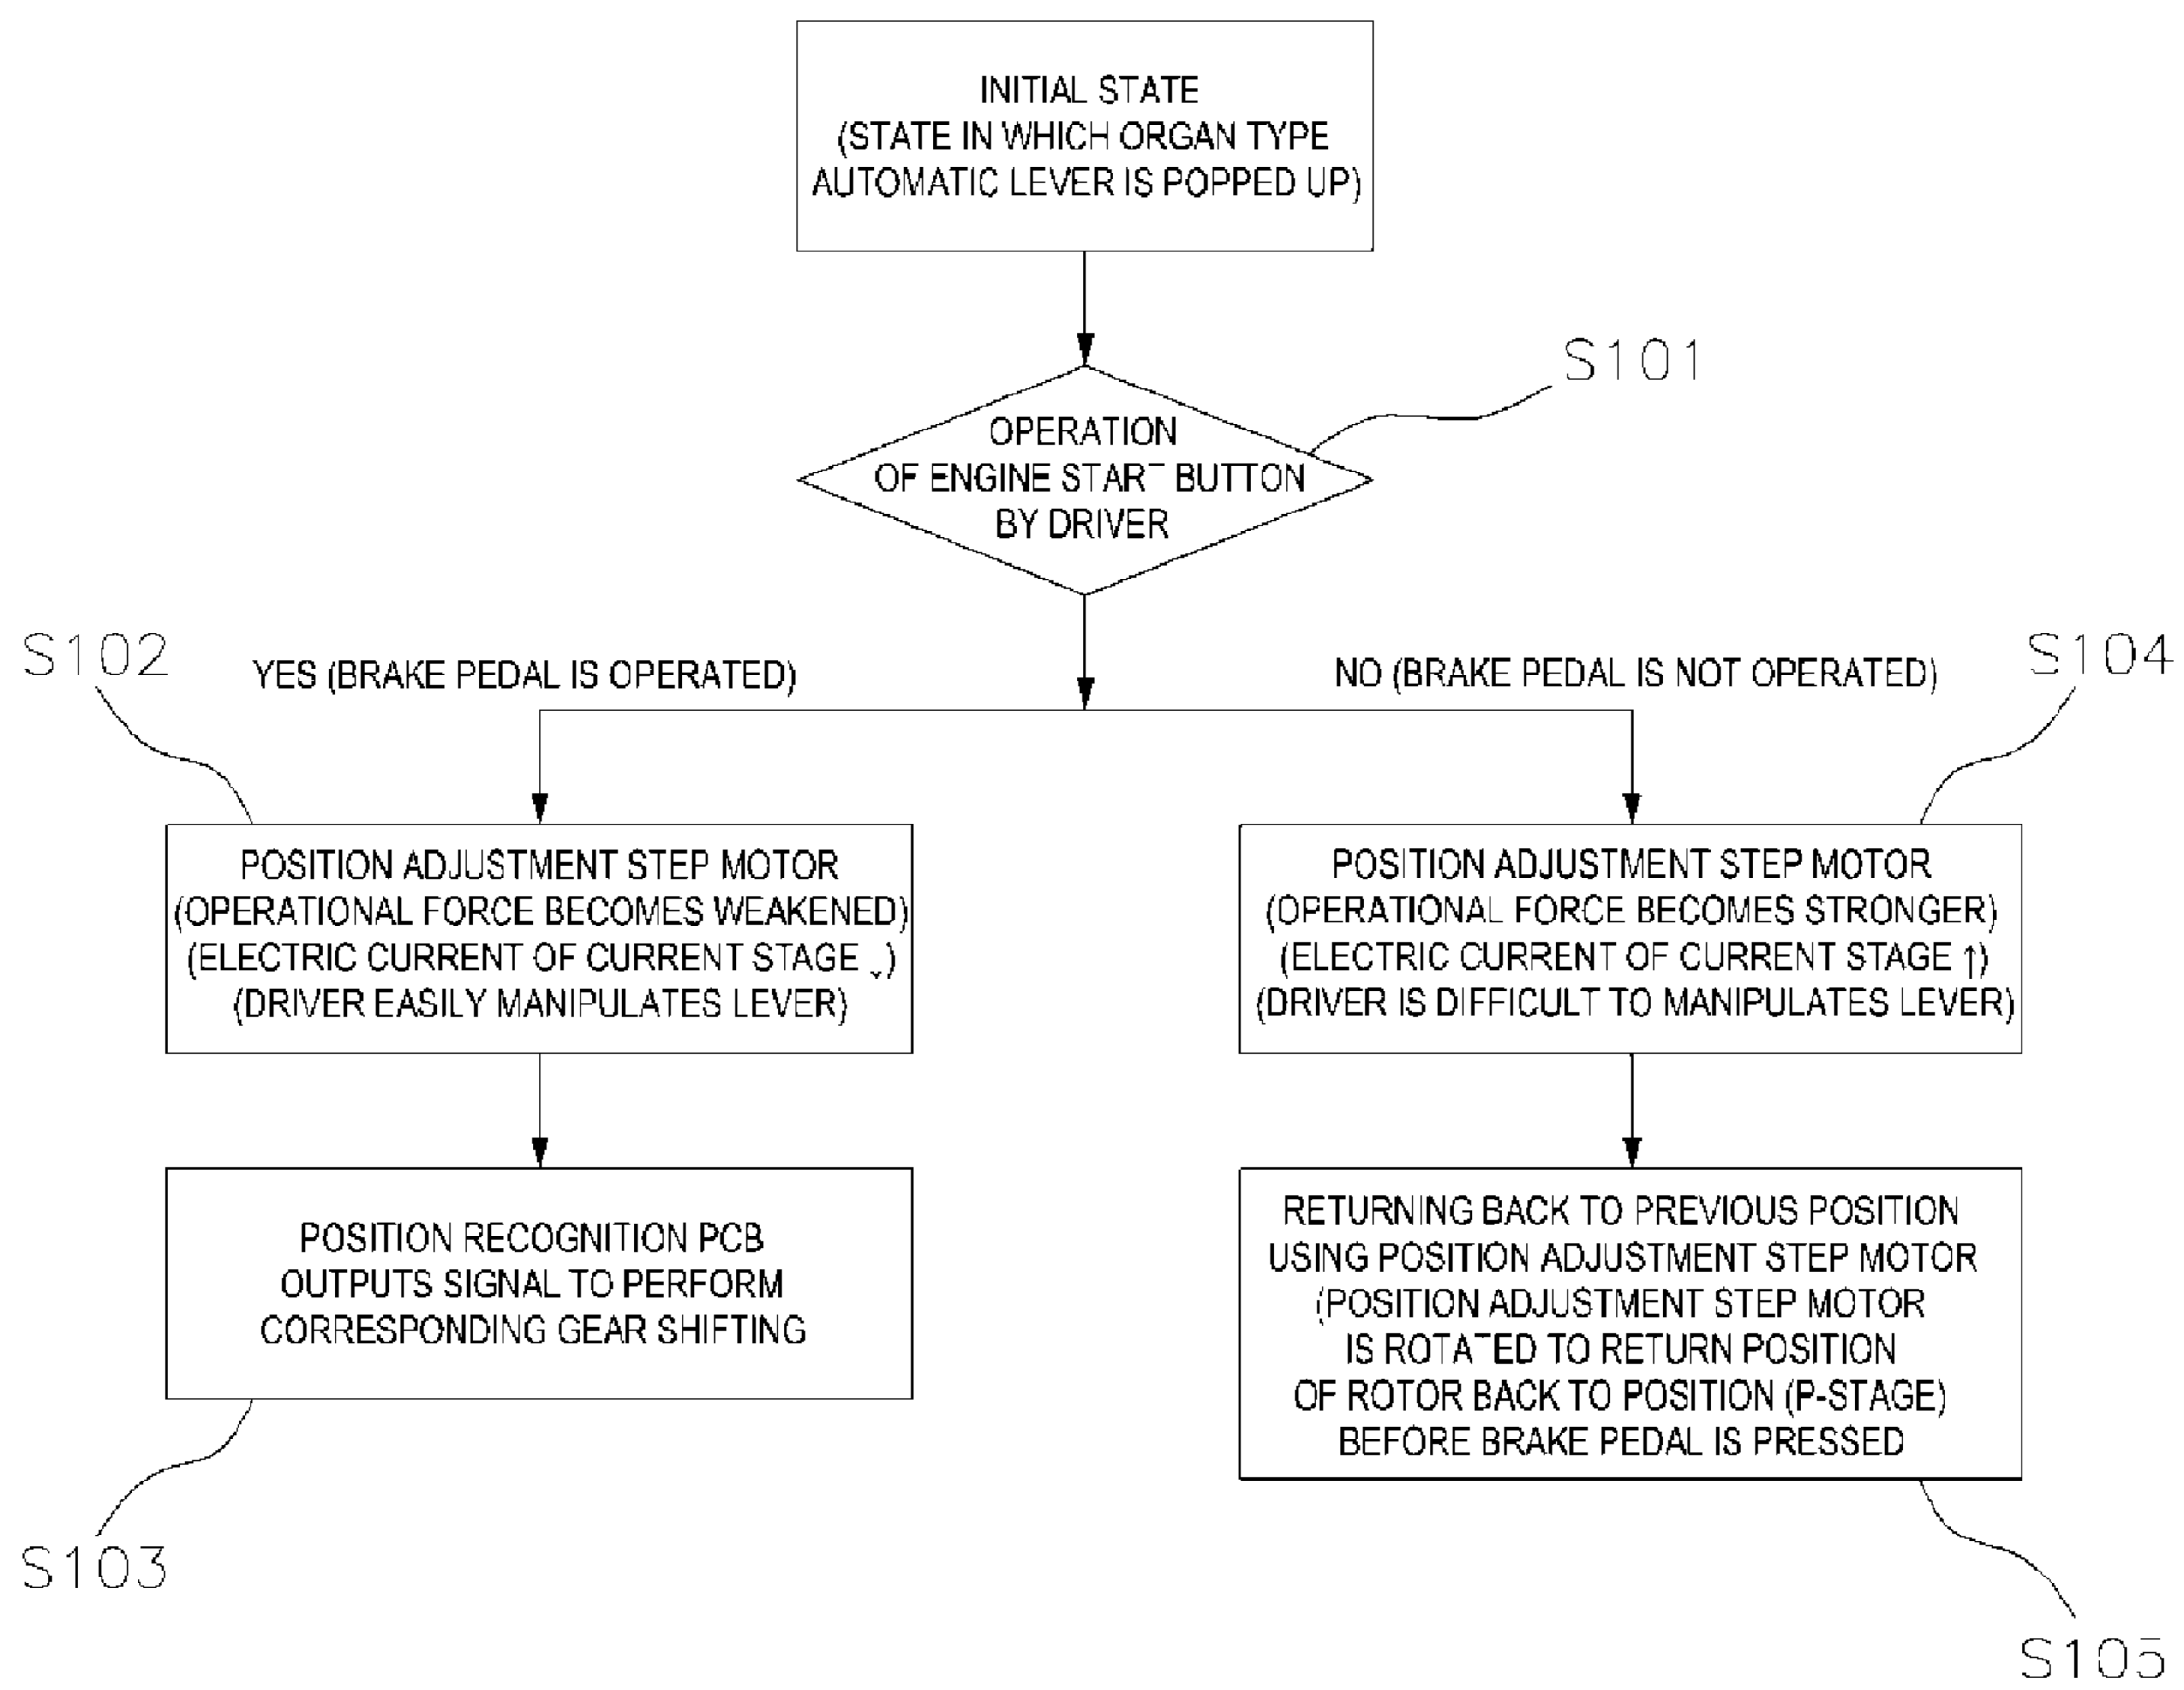 INITIAL STATE
(STATE IN WHICH ORGAN TYPE
AUTOMATIC LEVER IS POPPED UP)
S101
OPERATION
OF ENGINE START BUTTON
BY DRIVER
S102
YES (BRAKE PEDAL IS OPERATED)
NO (BRAKE PEDAL IS NOT OPERATED)
S104
POSITION ADJUSTMENT STEP MOTOR
(OPERATIONAL FORCE BECOMES WEAKENED)
(ELECTRIC CURRENT OF CURRENT STAGE ↓)
(DRIVER EASILY MANIPULATES LEVER)
POSITION ADJUSTMENT STEP MOTOR
(OPERATIONAL FORCE BECOMES STRONGER)
(ELECTRIC CURRENT OF CURRENT STAGE ↑)
(DRIVER IS DIFFICULT TO MANIPULATES LEVER)
POSITION RECOGNITION PCB
OUTPUTS SIGNAL TO PERFORM
CORRESPONDING GEAR SHIFTING
RETURNING BACK TO PREVIOUS POSITION
USING POSITION ADJUSTMENT STEP MOTOR
(POSITION ADJUSTMENT STEP MOTOR
IS ROTATED TO RETURN POSITION
OF ROTOR BACK TO POSITION (P-STAGE)
BEFORE BRAKE PEDAL IS PRESSED
S103
S105